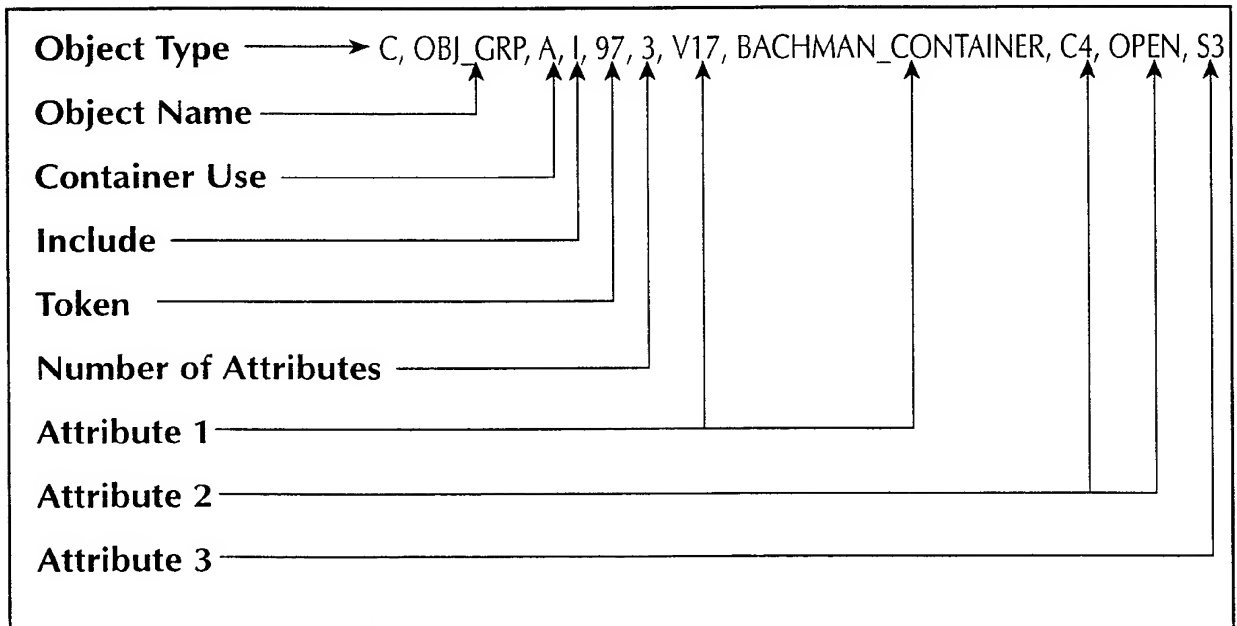 Object Type C, OBJ_GRP, A, I, 97, 3, V17, BACHMAN_CONTAINER, C4, OPEN, S3
Object Name
Container Use
Include
Token
Number of Attributes
Attribute 1
Attribute 2
Attribute 3